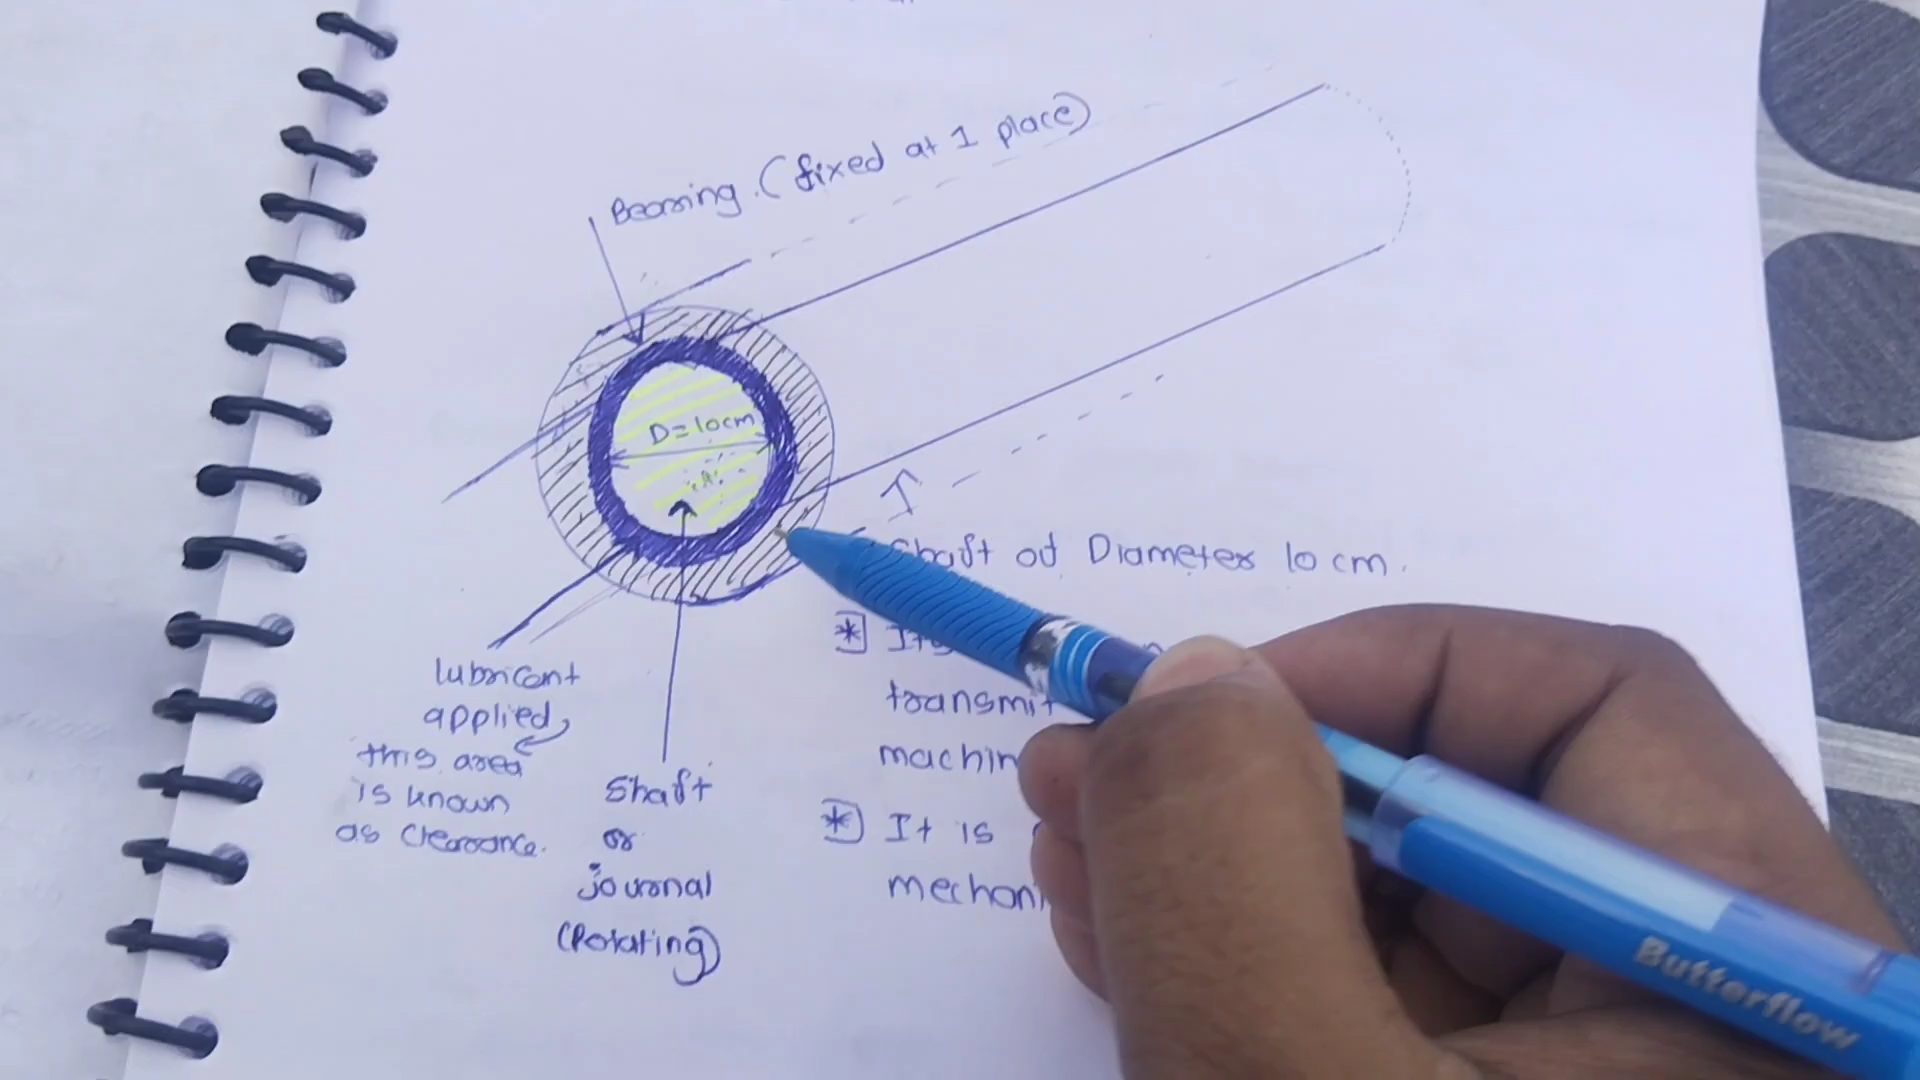 Bearing. (fixed at 1 place)
D = 10cm
Shaft of Diameter 10 cm.
lubricant
applied,
this area
is known
as clearance.
Shaft
or
journal
(Rotating)
[*]
transmit
machin
[*] It is
mechani
Butterflow